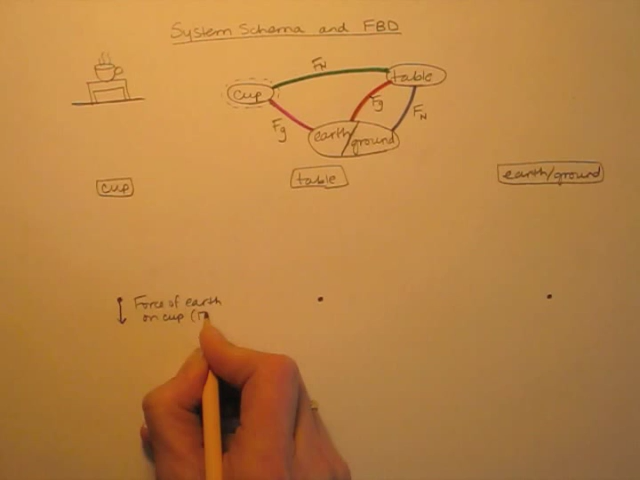 System Schema and FBD
FN
table
cup
Fg
Fg
FN
earth/ground
cup
table
earth/ground
Force of earth
on cup (F